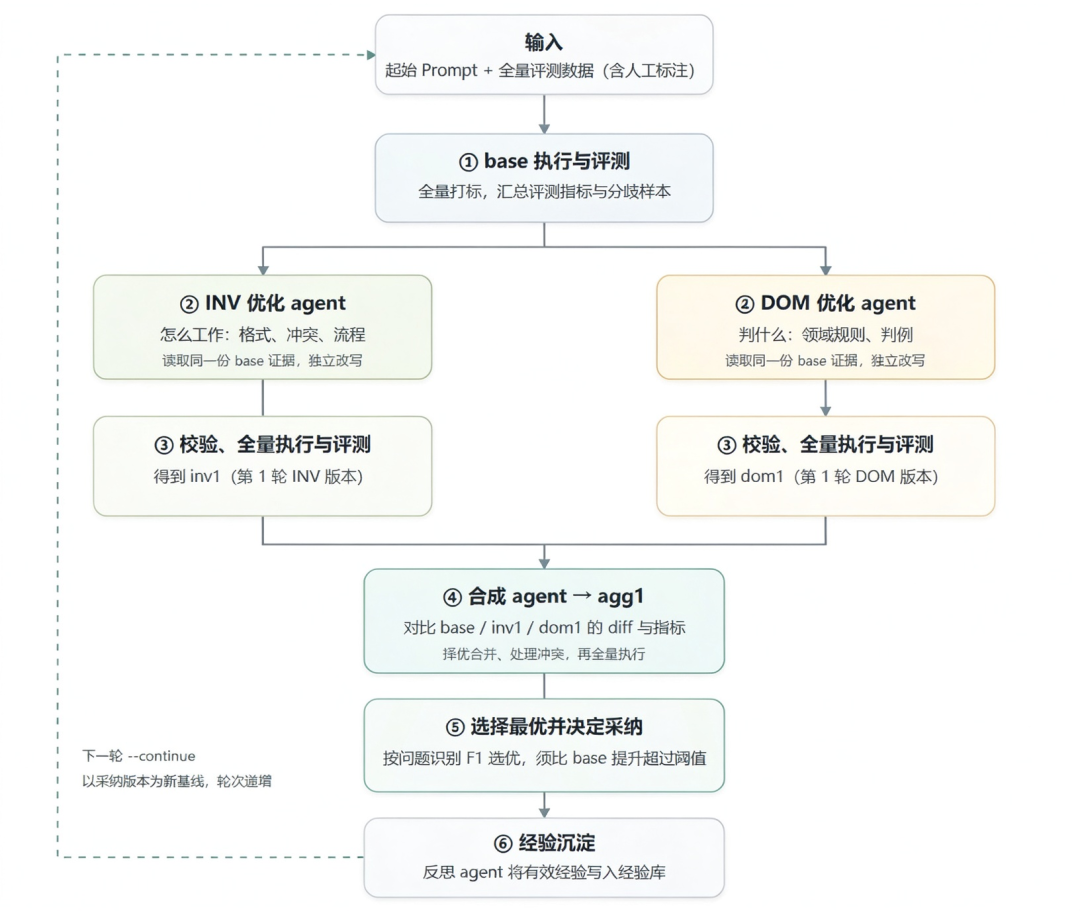 输入
起始 Prompt + 全量评测数据（含人工标注）
① base 执行与评测
全量打标，汇总评测指标与分歧样本
② INV 优化 agent
怎么工作：格式、冲突、流程
读取同一份 base 证据，独立改写
② DOM 优化 agent
判什么：领域规则、判例
读取同一份 base 证据，独立改写
③ 校验、全量执行与评测
得到 inv1（第 1 轮 INV 版本）
③ 校验、全量执行与评测
得到 dom1（第 1 轮 DOM 版本）
④ 合成 agent → agg1
对比 base / inv1 / dom1 的 diff 与指标
择优合并、处理冲突，再全量执行
⑤ 选择最优并决定采纳
按问题识别 F1 选优，须比 base 提升超过阈值
下一轮 --continue
以采纳版本为新基线，轮次递增
⑥ 经验沉淀
反思 agent 将有效经验写入经验库